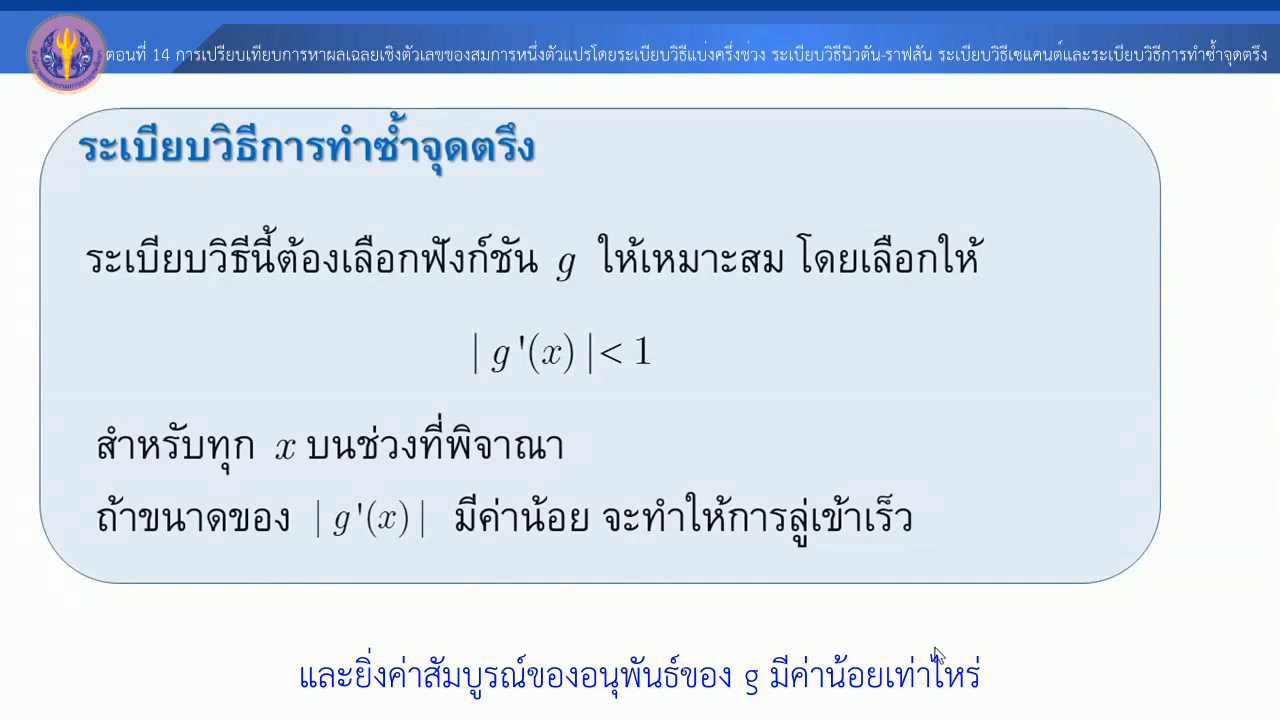 ตอนที่ 14 การเปรียบเทียบการหาผลเฉลยเชิงตัวเลขของสมการหนึ่งตัวแปรโดยระเบียบวิธีแบ่งครึ่งช่วง ระเบียบวิธีนิวตัน-ราฟสัน ระเบียบวิธีเซแคนต์และระเบียบวิธีการทำซ้ำจุดตรึง
ระเบียบวิธีการทำซ้ำจุดตรึง
ระเบียบวิธีนี้ต้องเลือกฟังก์ชัน g ให้เหมาะสม โดยเลือกให้
| g '(x) |< 1
สำหรับทุก x บนช่วงที่พิจาณา
ถ้าขนาดของ | g '(x) | มีค่าน้อย จะทำให้การลู่เข้าเร็ว
และยิ่งค่าสัมบูรณ์ของอนุพันธ์ของ g มีค่าน้อยเท่าไหร่